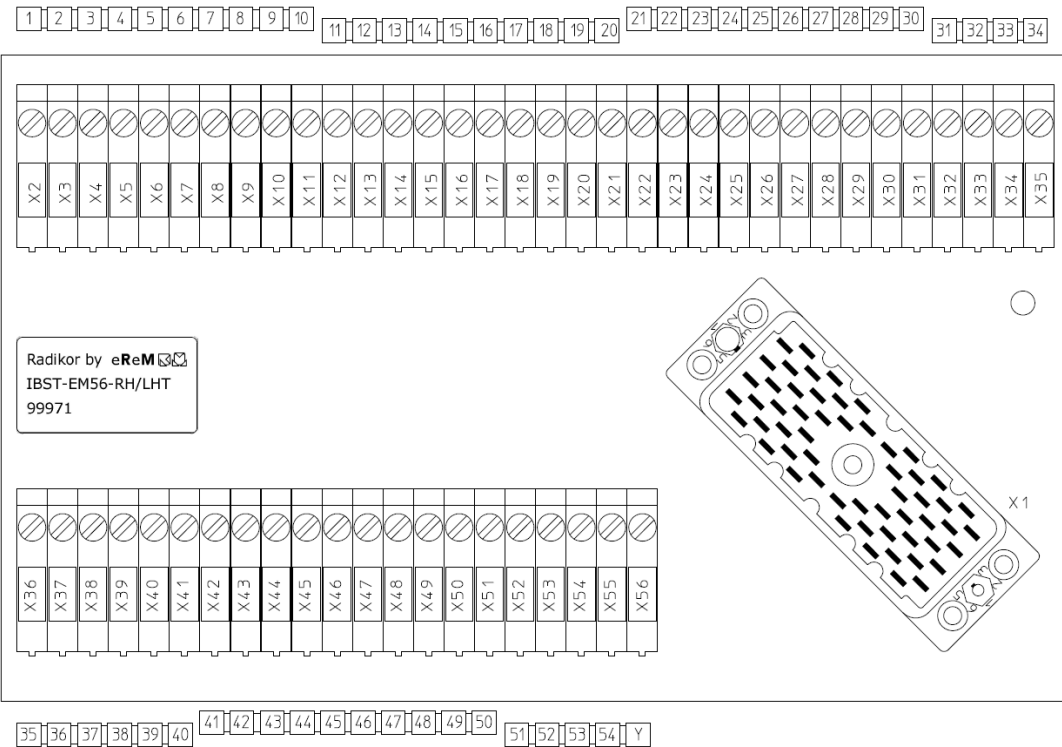 1 2 3 4 5 6 7 8 9 10 11 12 13 14 15 16 17 18 19 20 21 22 23 24 25 26 27 28 29 30 31 32 33 34
X2 X3 X4 X5 X6 X7 X8 X9 X10 X11 X12 X13 X14 X15 X16 X17 X18 X19 X20 X21 X22 X23 X24 X25 X26 X27 X28 X29 X30 X31 X32 X33 X34 X35
Radikor by eReM
IBST-EM56-RH/LHT
99971
X1
X36 X37 X38 X39 X40 X41 X42 X43 X44 X45 X46 X47 X48 X49 X50 X51 X52 X53 X54 X55 X56
35 36 37 38 39 40 41 42 43 44 45 46 47 48 49 50 51 52 53 54 Y